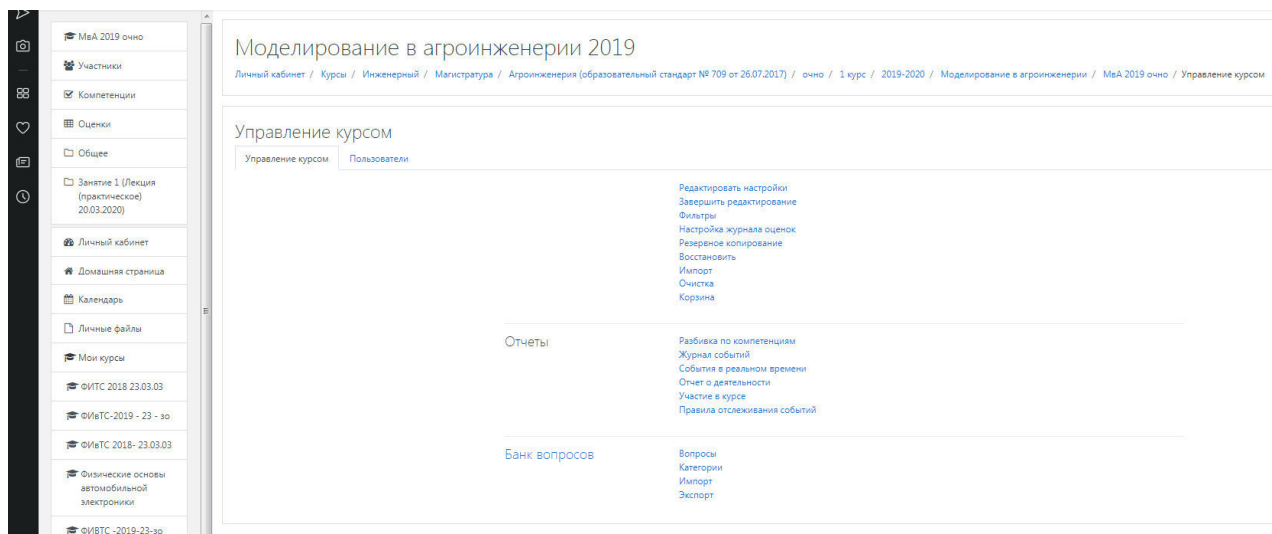 МвА 2019 очно
Участники
Компетенции
Оценки
Общее
Занятие 1 (Лекция
(практическое)
20.03.2020)
Личный кабинет
Домашняя страница
Календарь
Личные файлы
Мои курсы
ФИТС 2018 23.03.03
ФИвТС-2019 - 23 - зо
ФИвТС 2018- 23.03.03
Физические основы
автомобильной
электроники
ФИВТС -2019-23-зо
Моделирование в агроинженерии 2019
Личный кабинет / Курсы / Инженерный / Магистратура / Агроинженерия (образовательный стандарт № 709 от 26.07.2017) / очно / 1 курс / 2019-2020 / Моделирование в агроинженерии / МвА 2019 очно / Управление курсом
Управление курсом
Управление курсом Пользователи
Редактировать настройки
Завершить редактирование
Фильтры
Настройка журнала оценок
Резервное копирование
Восстановить
Импорт
Очистка
Корзина
Отчеты
Разбивка по компетенциям
Журнал событий
События в реальном времени
Отчет о деятельности
Участие в курсе
Правила отслеживания событий
Банк вопросов
Вопросы
Категории
Импорт
Экспорт